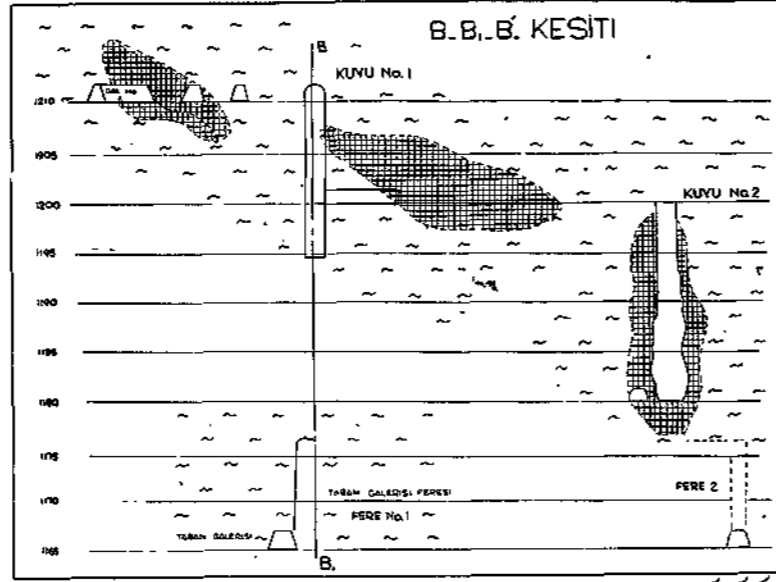 B-B₁-B'. KESİTİ
B
KUYU No.1
1210
1205
1200
KUYU No.2
1195
1190
1185
1180
1175
FERE 2
TABAN GALERİSİ FERESİ
1170
FERE No.1
TABAN GALERİSİ
1165
B.